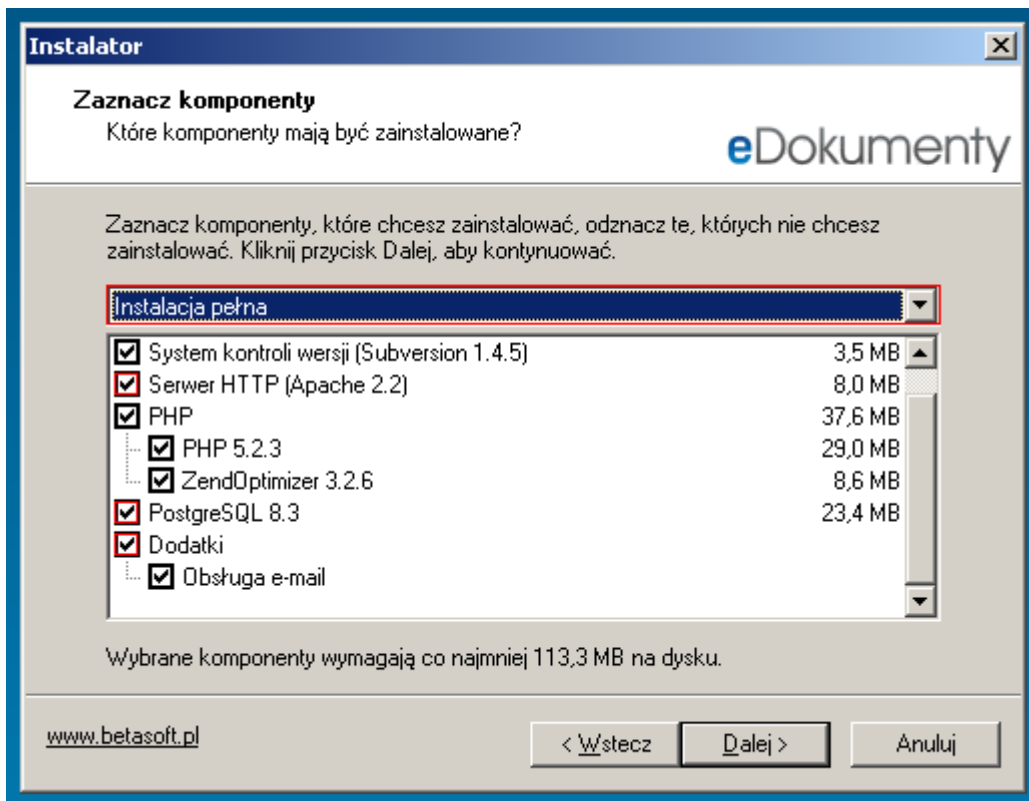 Instalator
Zaznacz komponenty
Które komponenty mają być zainstalowane?
eDokumenty
Zaznacz komponenty, które chcesz zainstalować, odznacz te, których nie chcesz
zainstalować. Kliknij przycisk Dalej, aby kontynuować.
Instalacja pełna
System kontroli wersji (Subversion 1.4.5) 3,5 MB
Serwer HTTP (Apache 2.2) 8,0 MB
PHP 37,6 MB
PHP 5.2.3 29,0 MB
ZendOptimizer 3.2.6 8,6 MB
PostgreSQL 8.3 23,4 MB
Dodatki
Obsługa e-mail
Wybrane komponenty wymagają co najmniej 113,3 MB na dysku.
www.betasoft.pl < Wstecz Dalej > Anuluj